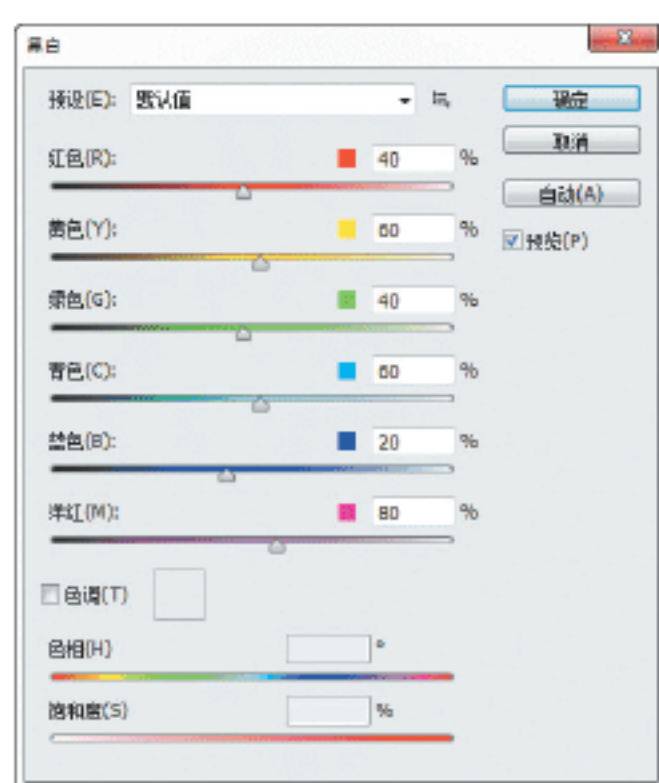 黑白
预设(E): 默认值 确定
取消
红色(R): 40 %
自动(A)
黄色(Y): 60 %
预览(P)
绿色(G): 40 %
青色(C): 60 %
蓝色(B): 20 %
洋红(M): 80 %
色调(T)
色相(H) °
饱和度(S) %